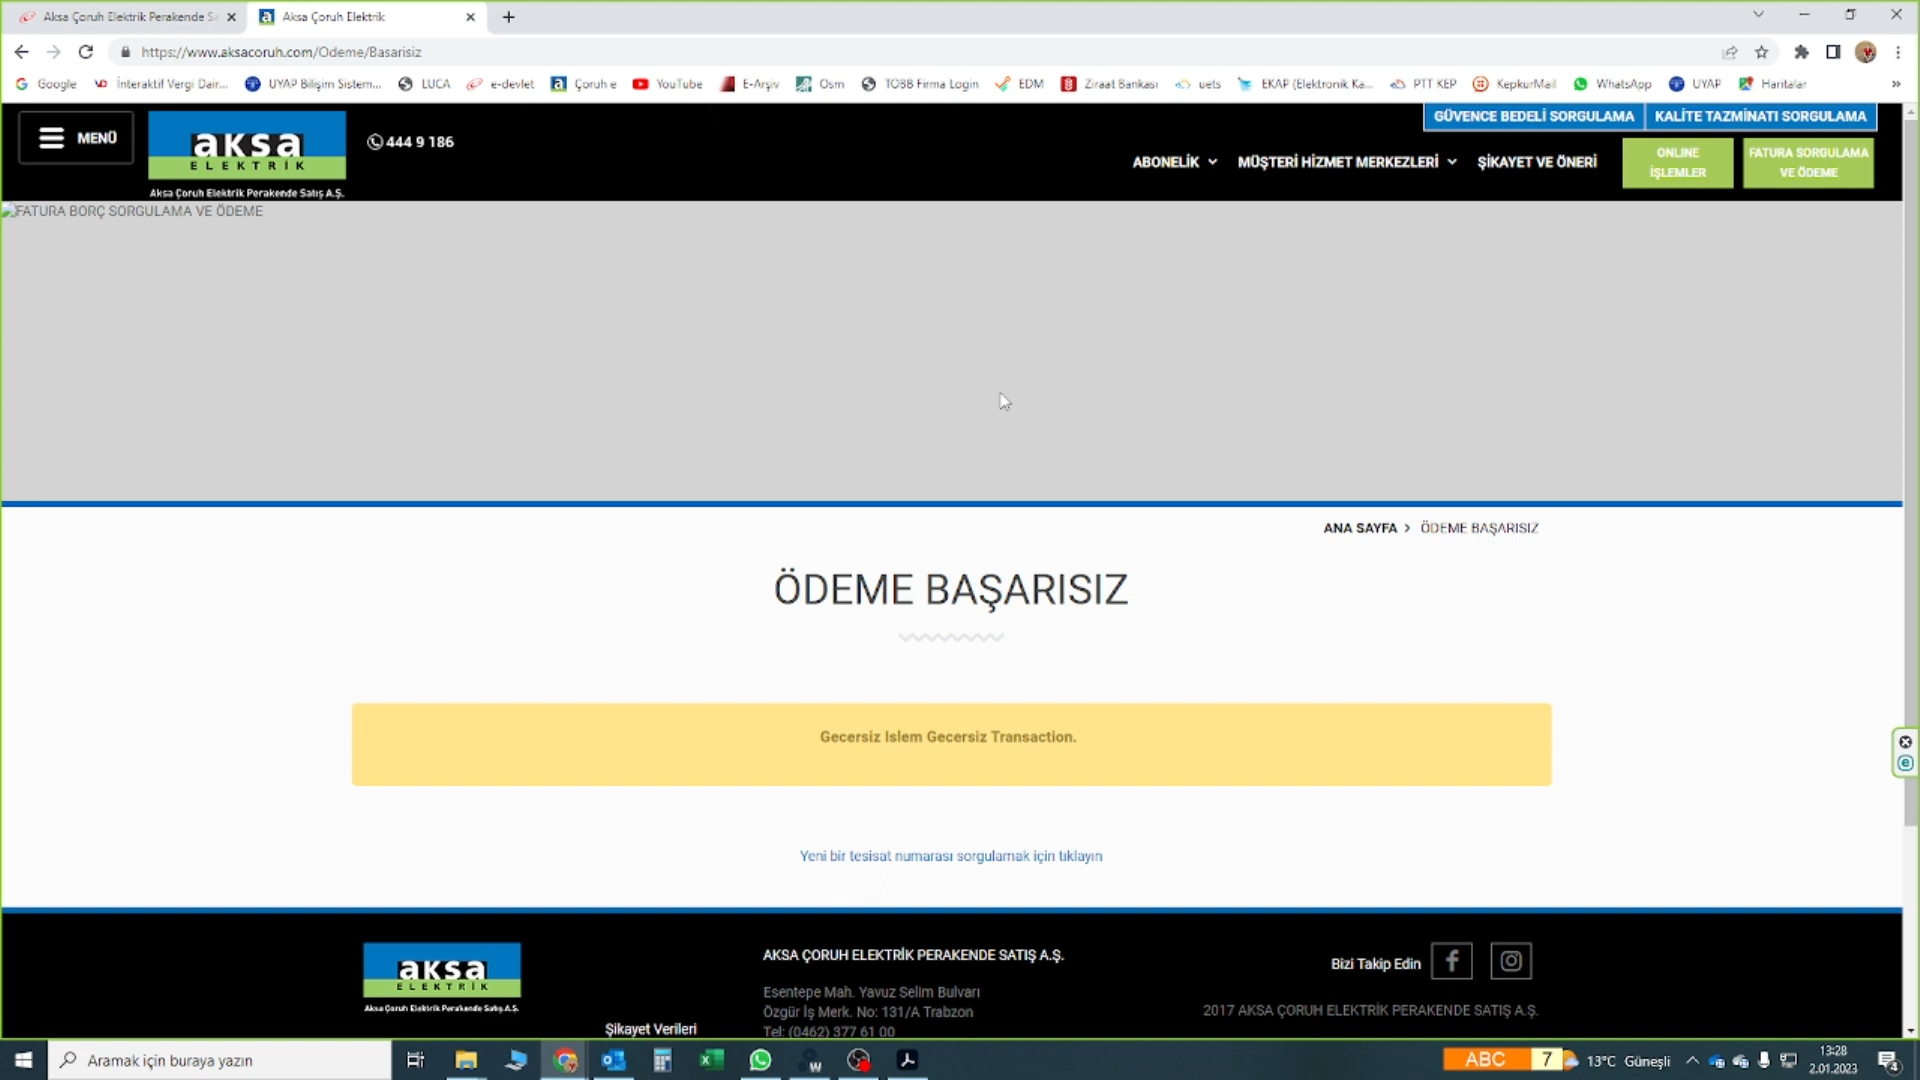 Aksa Çoruh Elektrik Perakende Sa
Aksa Çoruh Elektrik
https://www.aksacoruh.com/Odeme/Basarisiz
Google
İnteraktif Vergi Dair...
UYAP Bilişim Sistem...
LUCA
e-devlet
Çoruh e
YouTube
E-Arşiv
Osm
TOBB Firma Login
EDM
Ziraat Bankası
uets
EKAP (Elektronik Ka...
PTT KEP
KepkurMail
WhatsApp
UYAP
Haritalar
»
GÜVENCE BEDELİ SORGULAMA
KALİTE TAZMİNATI SORGULAMA
MENÜ
aksa
ELEKTRİK
Aksa Çoruh Elektrik Perakende Satış A.Ş.
444 9 186
ABONELİK
MÜŞTERİ HİZMET MERKEZLERİ
ŞİKAYET VE ÖNERİ
ONLINE
İŞLEMLER
FATURA SORGULAMA
VE ÖDEME
FATURA BORÇ SORGULAMA VE ÖDEME
ANA SAYFA > ÖDEME BAŞARISIZ
ÖDEME BAŞARISIZ
Gecersiz Islem Gecersiz Transaction.
Yeni bir tesisat numarası sorgulamak için tıklayın
aksa
ELEKTRİK
Aksa Çoruh Elektrik Perakende Satış A.Ş.
Şikayet Verileri
AKSA ÇORUH ELEKTRİK PERAKENDE SATIŞ A.Ş.
Esentepe Mah. Yavuz Selim Bulvarı
Özgür İş Merk. No: 131/A Trabzon
Tel: (0462) 377 61 00
Bizi Takip Edin
2017 AKSA ÇORUH ELEKTRİK PERAKENDE SATIŞ A.Ş.
Aramak için buraya yazın
ABC 7
13°C Güneşli
13:28
2.01.2023
4